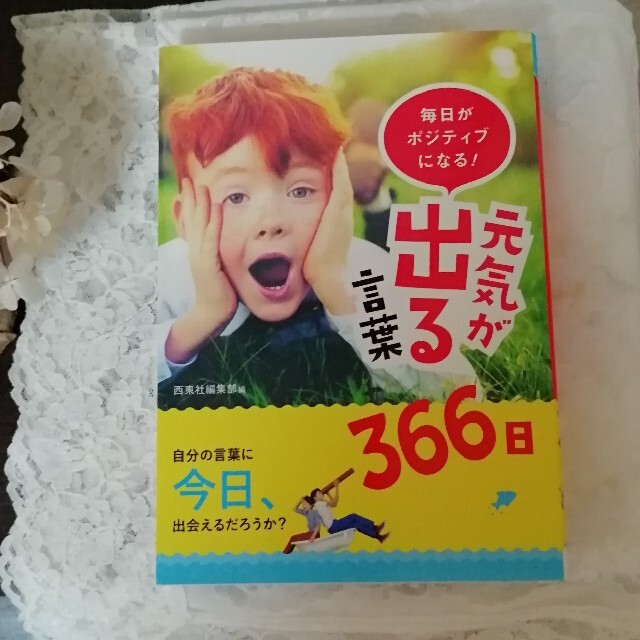 毎日が
ポジティブ
になる!
元気が
出る
言葉
366日
西東社編集部 編
自分の言葉に
今日、
出会えるだろうか?